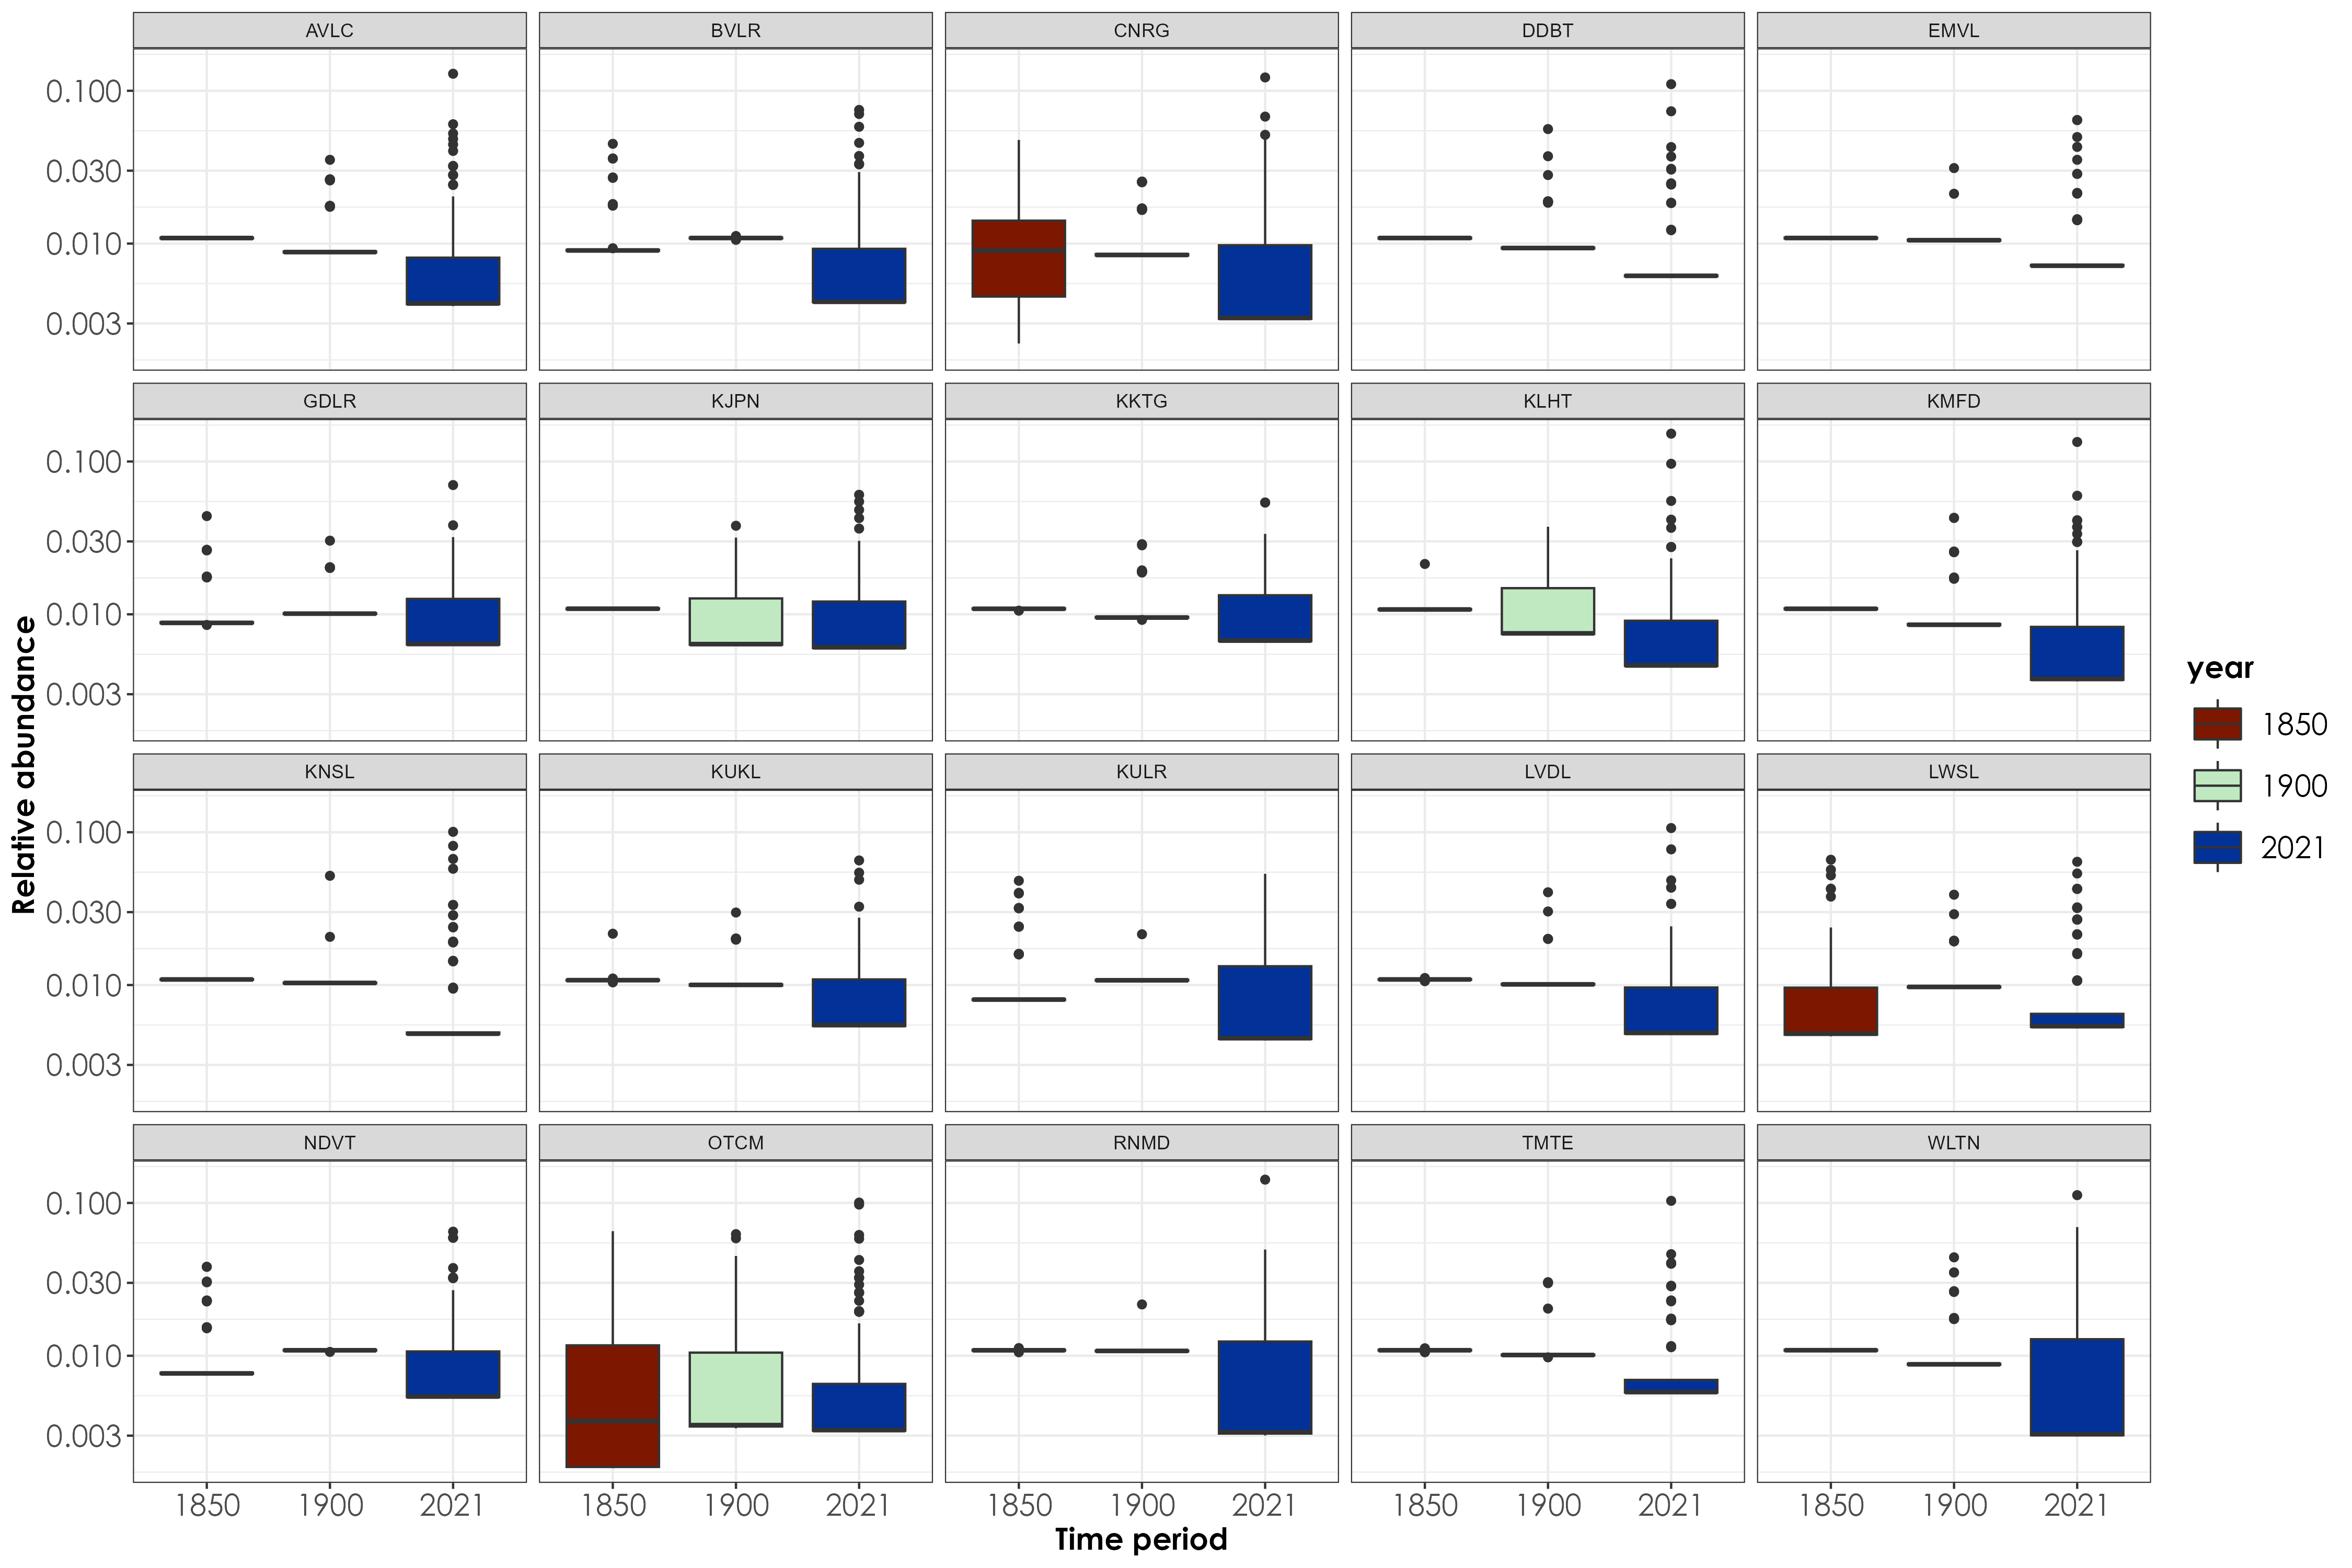 AVLC BVLR CNRG DDBT EMVL
0.100
0.030
0.010
0.003
GDLR KJPN KKTG KLHT KMFD
0.100
0.030
0.010
0.003
KNSL KUKL KULR LVDL LWSL
0.100
0.030
0.010
0.003
NDVT OTCM RNMD TMTE WLTN
0.100
0.030
0.010
0.003
1850 1900 2021 1850 1900 2021 1850 1900 2021 1850 1900 2021 1850 1900 2021
Time period
Relative abundance
year
1850
1900
2021